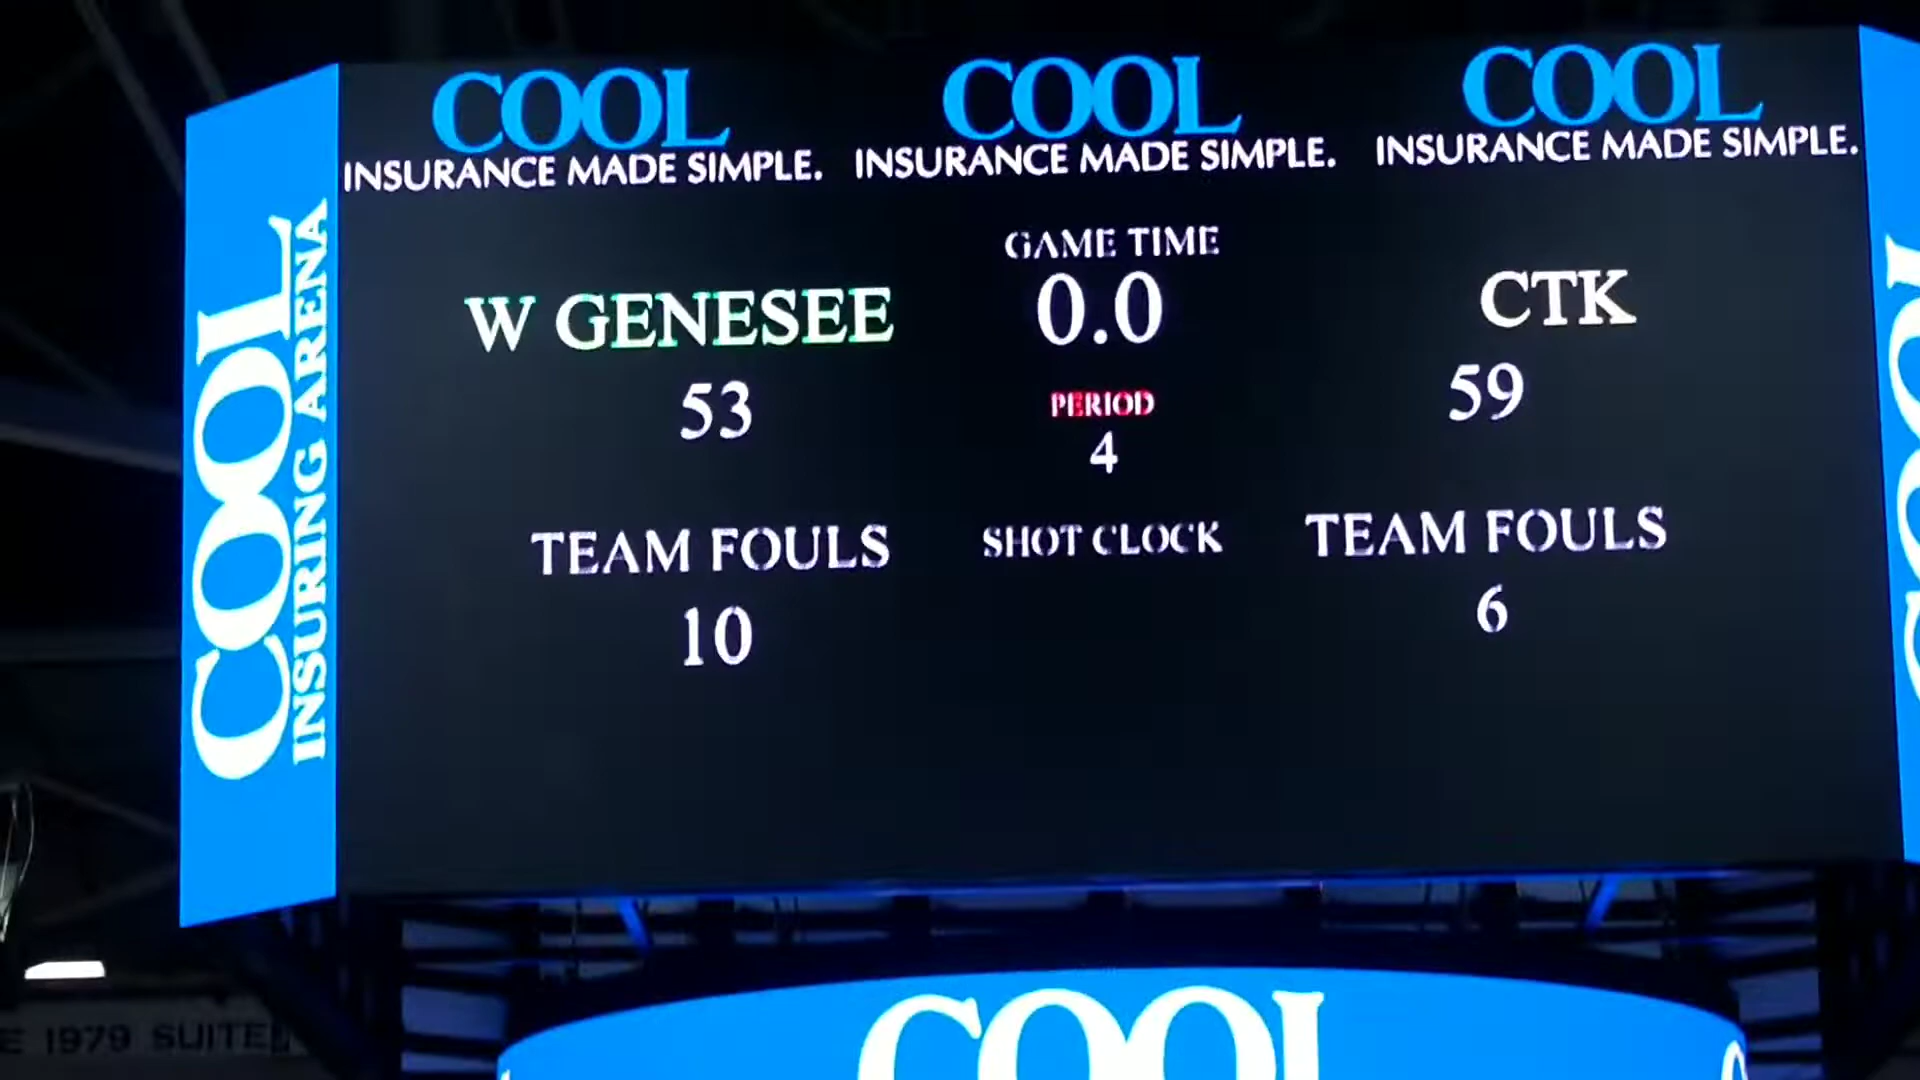 COOL COOL COOL
INSURANCE MADE SIMPLE. INSURANCE MADE SIMPLE. INSURANCE MADE SIMPLE.
COOL
INSURING ARENA
GAME TIME
W GENESEE 0.0 CTK
53 PERIOD 59
4
TEAM FOULS SHOT CLOCK TEAM FOULS
10 6
COOL
1979 SUITE